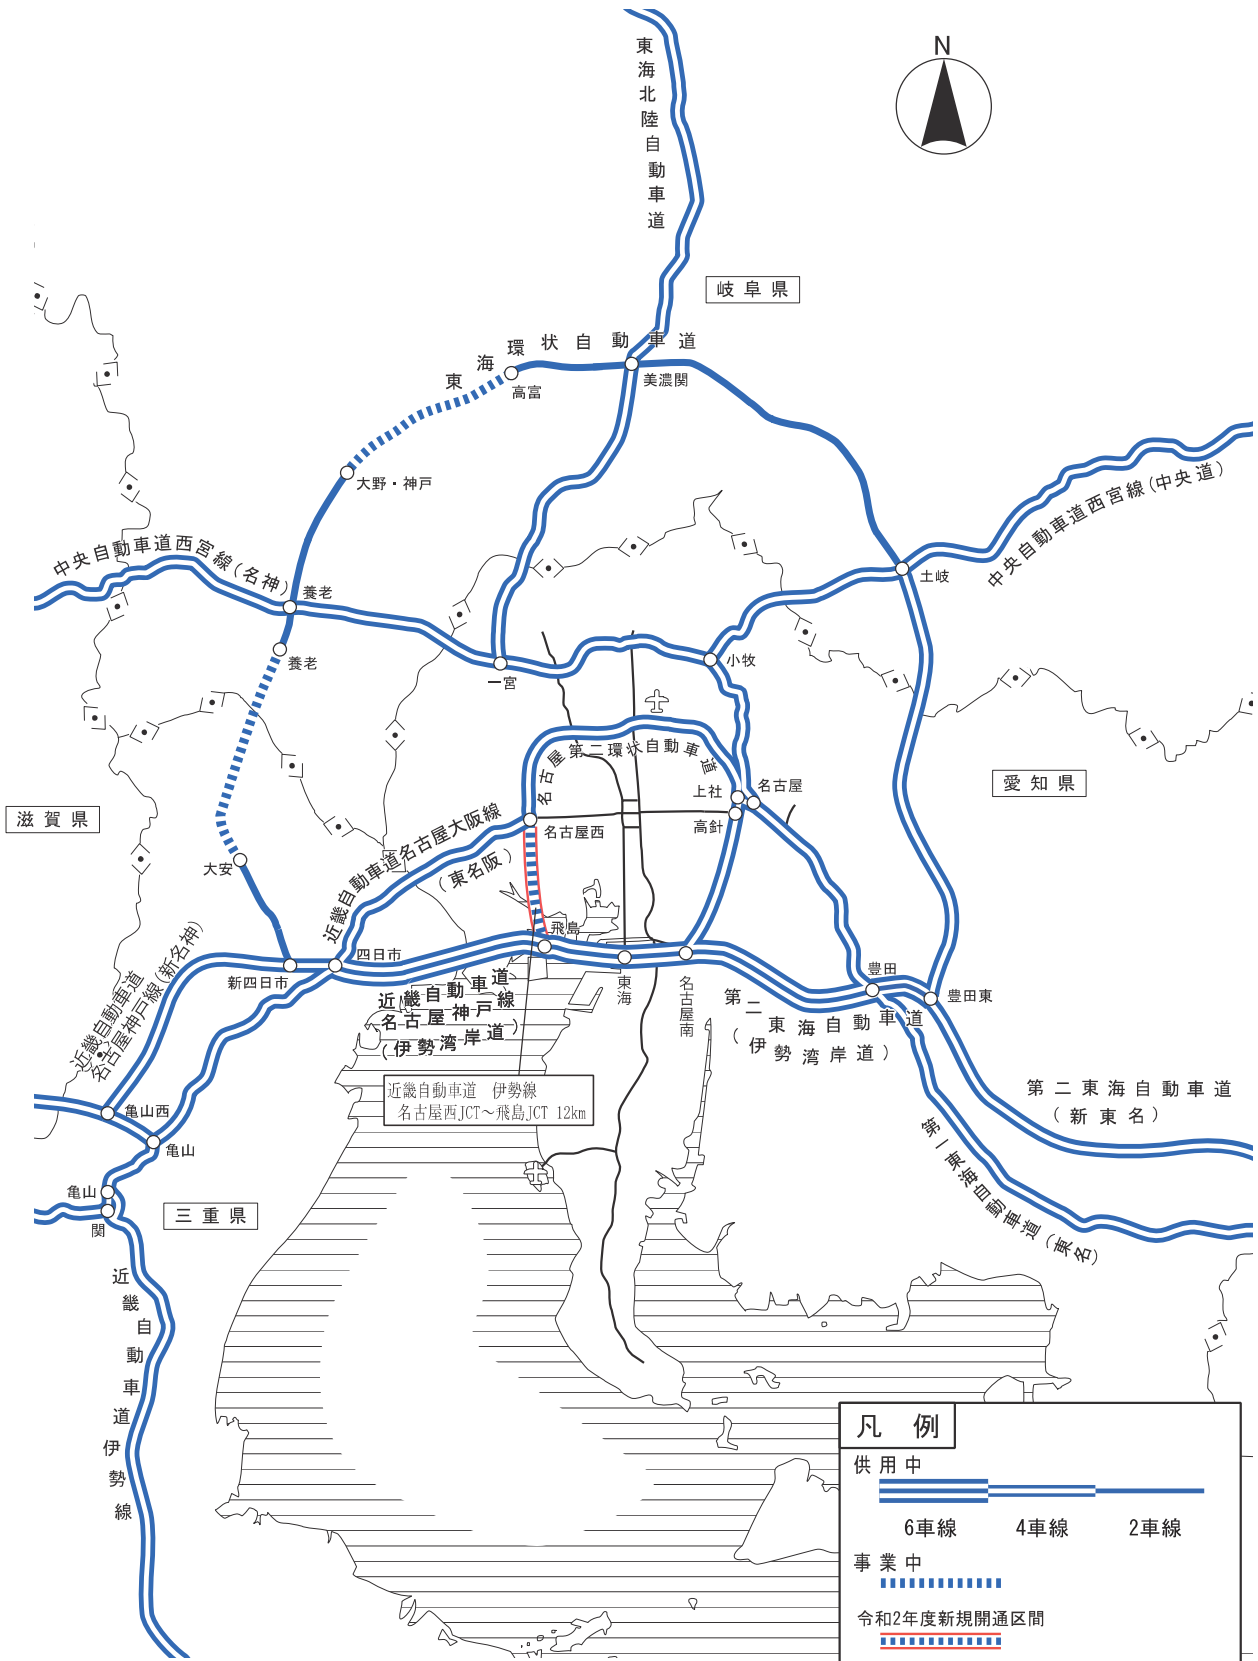 N
東海北陸自動車道
岐阜県
東海環状自動車道
高富
美濃関
大野・神戸
中央自動車道西宮線(中央道)
中央自動車道西宮線(名神)
養老
土岐
養老
小牧
一宮
名古屋第二環状自動車道
愛知県
上社
名古屋
滋賀県
高針
名古屋西
近畿自動車道名古屋大阪線
(東名阪)
大安
飛島
四日市
新四日市
近畿自動車道
名古屋神戸線(新名神)
近畿自動車道
名古屋神戸線
(伊勢湾岸道)
東海
名古屋南
豊田
豊田東
第二東海自動車道
(伊勢湾岸道)
近畿自動車道 伊勢線
名古屋西JCT～飛島JCT 12km
第二東海自動車道
(新東名)
亀山西
亀山
第一東海自動車道(東名)
亀山
関
三重県
近畿自動車道伊勢線
凡例
供用中
6車線 4車線 2車線
事業中
令和2年度新規開通区間